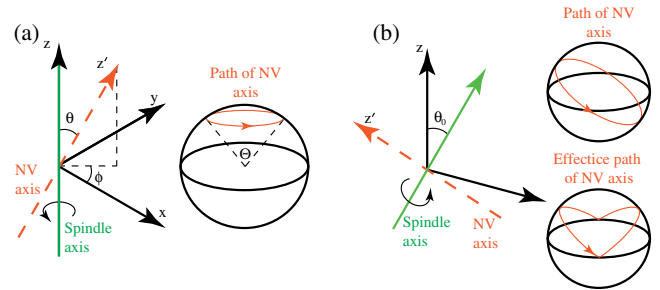 (a)
z
z′
θ
y
ϕ
x
NV
axis
Spindle
axis
Path of NV
axis
Θ
(b)
z
θ0
z′
Spindle
axis
NV
axis
Path of NV
axis
Effectice path
of NV axis